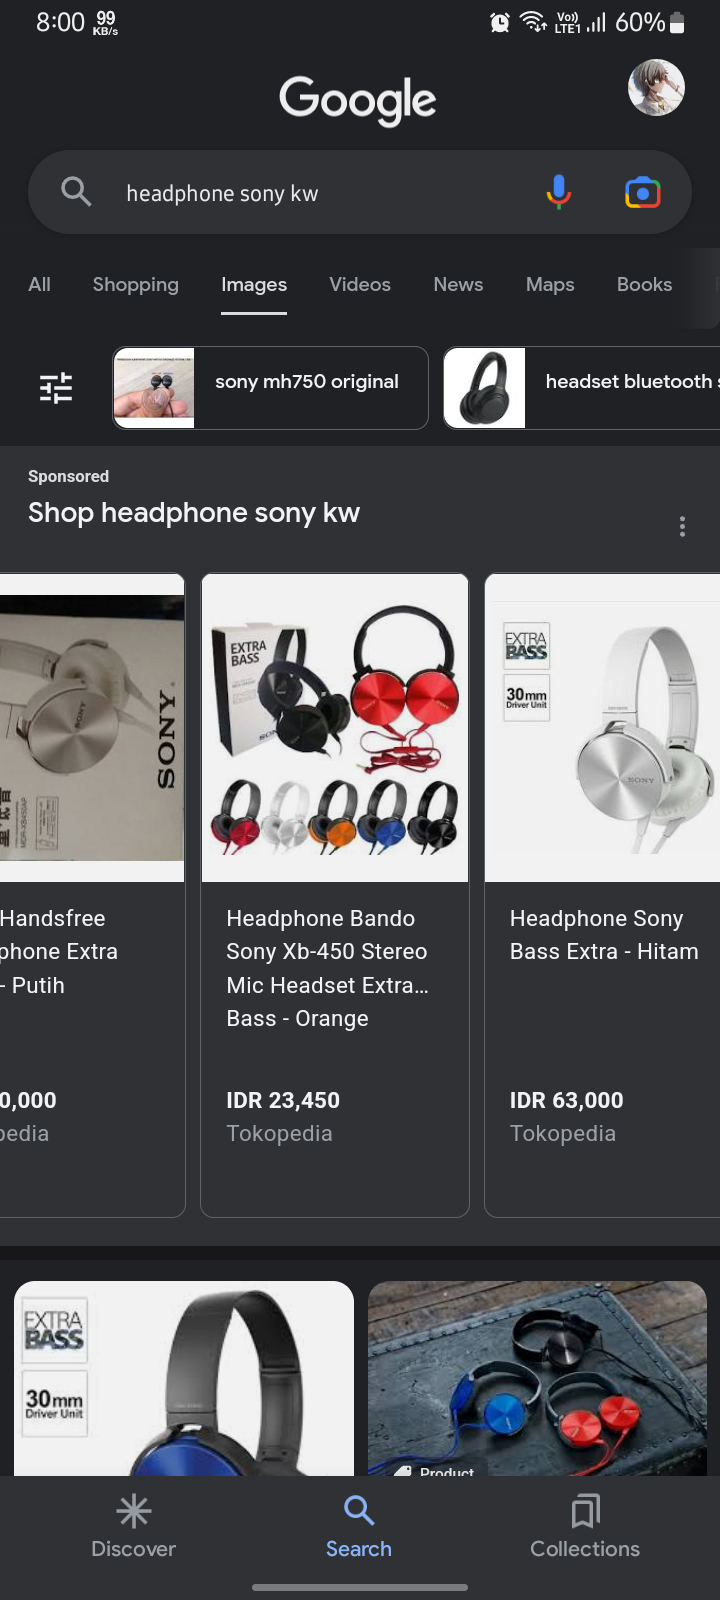 8:00 99 KB/s Vo)) LTE1 60%
Google
headphone sony kw
All Shopping Images Videos News Maps Books
sony mh750 original headset bluetooth
Sponsored
Shop headphone sony kw
SONY
SONY
EXTRA
BASS
EXTRA
BASS
30mm
Driver Unit
SONY
Handsfree
phone Extra
- Putih
0,000
pedia
Headphone Bando
Sony Xb-450 Stereo
Mic Headset Extra...
Bass - Orange
IDR 23,450
Tokopedia
Headphone Sony
Bass Extra - Hitam
IDR 63,000
Tokopedia
EXTRA
BASS
30mm
Driver Unit
Product
Discover Search Collections